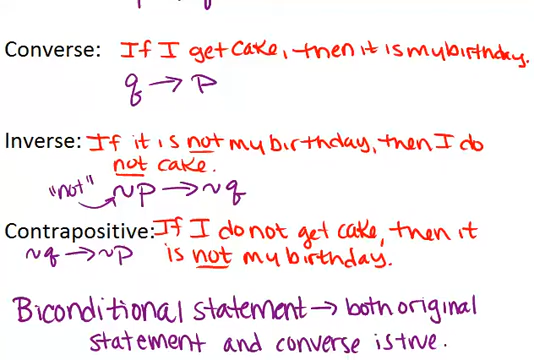 Converse: If I get cake, then it is my birthday.
q → p
Inverse: If it is not my birthday, then I do
not cake.
"not" ~p → ~q
Contrapositive: If I do not get cake, then it
~q → ~p is not my birthday.
Biconditional statement → both original
statement and converse is true.